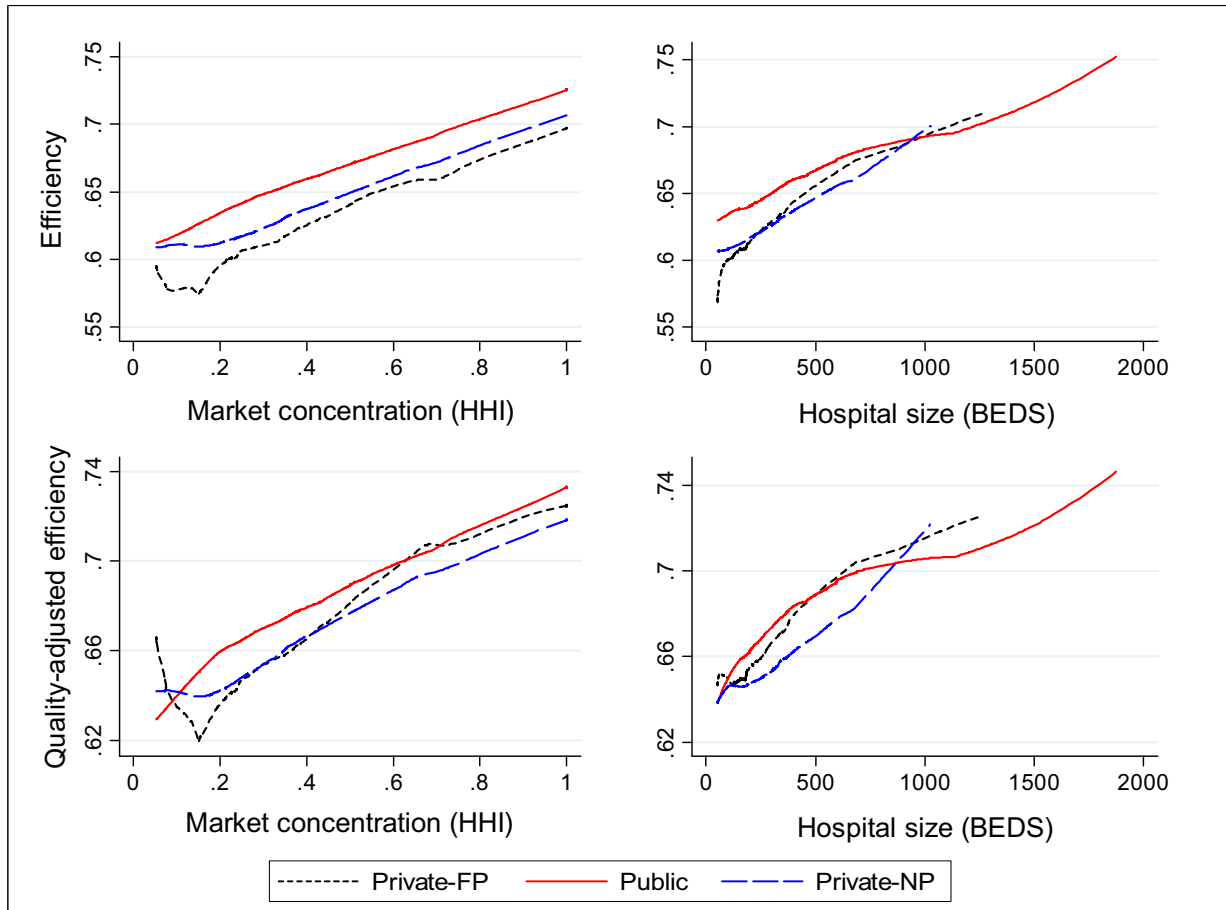 Efficiency
.55 .6 .65 .7 .75
0 .2 .4 .6 .8 1
Market concentration (HHI)
.55 .6 .65 .7 .75
0 500 1000 1500 2000
Hospital size (BEDS)
Quality-adjusted efficiency
.62 .66 .7 .74
0 .2 .4 .6 .8 1
Market concentration (HHI)
.62 .66 .7 .74
0 500 1000 1500 2000
Hospital size (BEDS)
Private-FP Public Private-NP